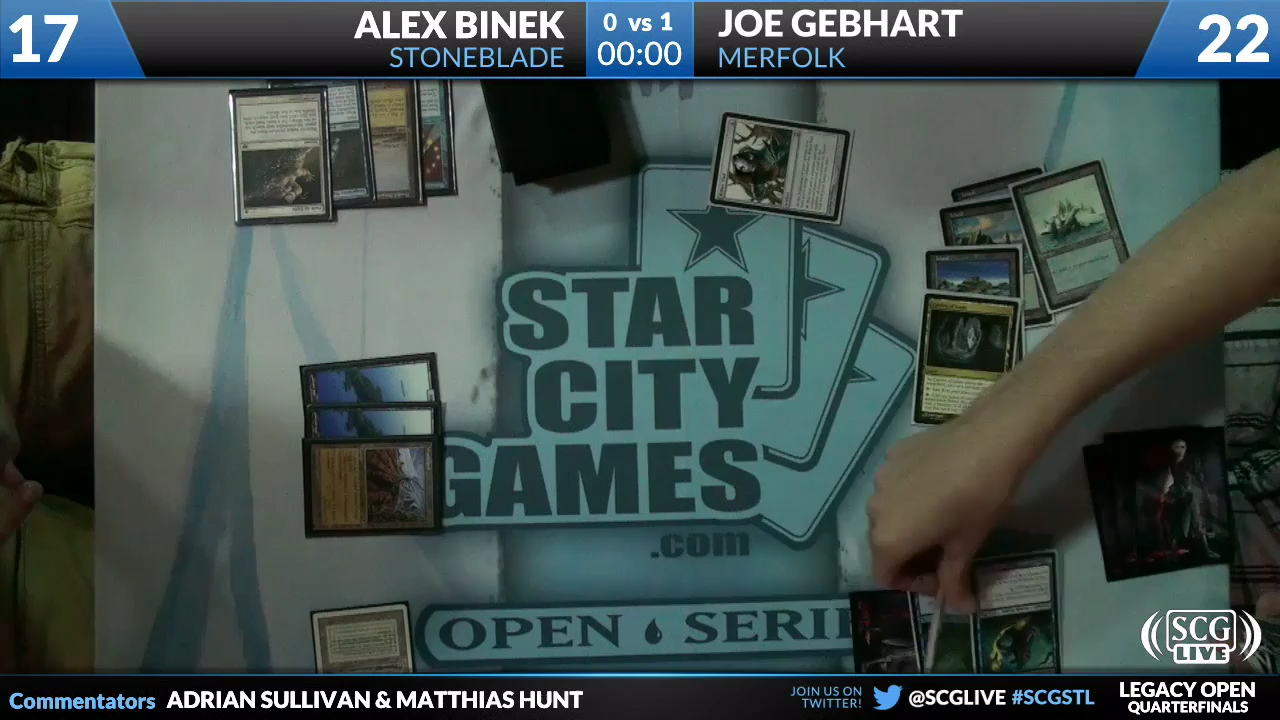 17
ALEX BINEK
STONEBLADE
0 vs 1
00:00
JOE GEBHART
MERFOLK
22
STAR
CITY
GAMES
.com
OPEN SERI
SCG
LIVE
Commentators ADRIAN SULLIVAN & MATTHIAS HUNT
JOIN US ON
TWITTER!
@SCGLIVE #SCGSTL
LEGACY OPEN
QUARTERFINALS